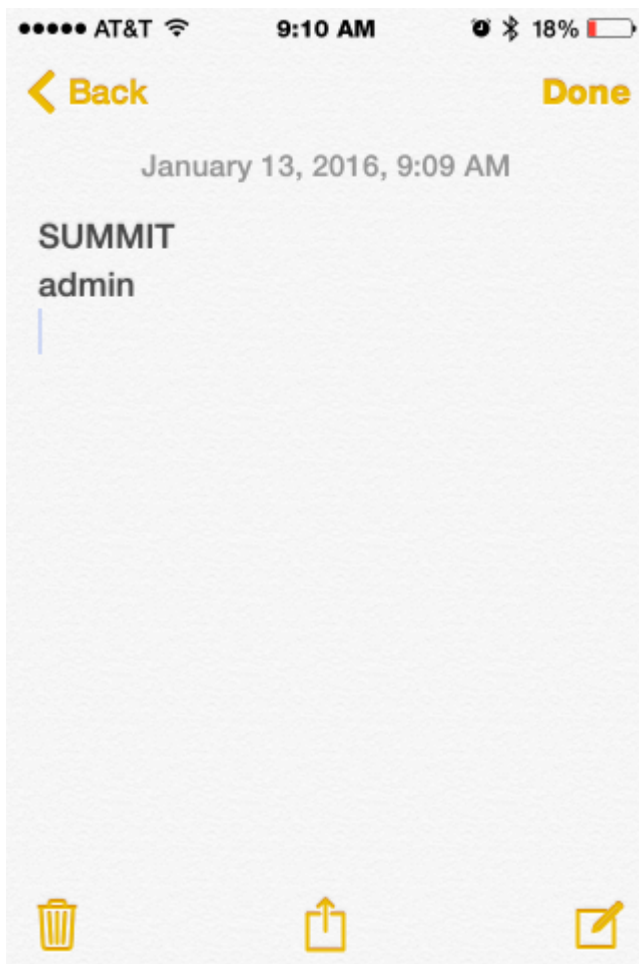 AT&T 9:10 AM 18%
Back Done
January 13, 2016, 9:09 AM
SUMMIT
admin